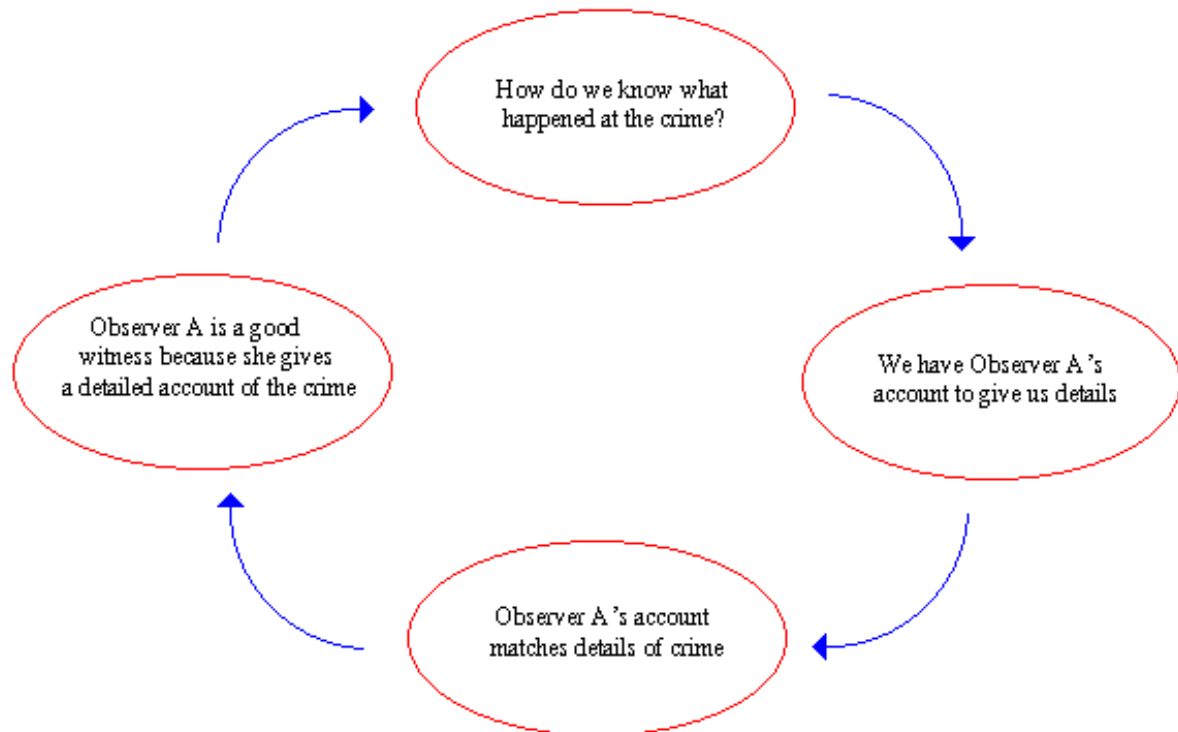 How do we know what
happened at the crime?
We have Observer A's
account to give us details
Observer A's account
matches details of crime
Observer A is a good
witness because she gives
a detailed account of the crime